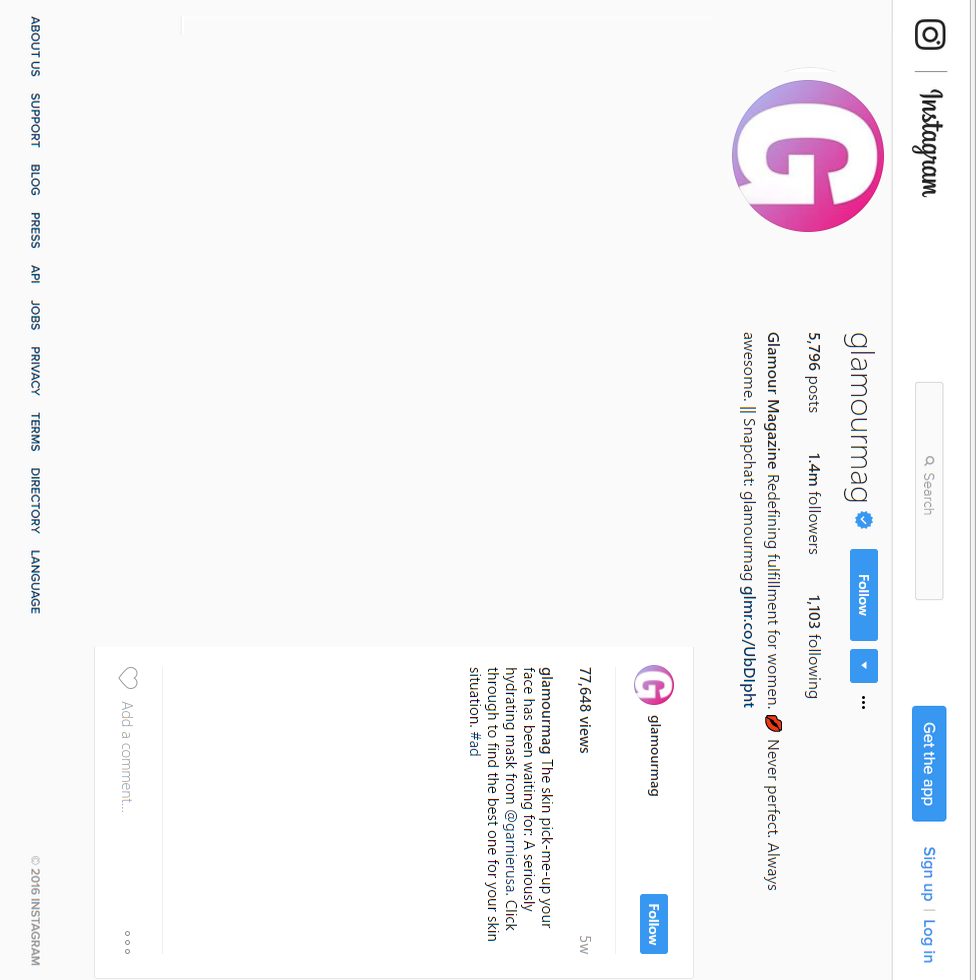 Instagram
Search
Get the app
Sign up | Log in
G
glamourmag Follow
5,796 posts 1.4m followers 1,103 following
Glamour Magazine Redefining fulfillment for women. 💋 Never perfect. Always
awesome. || Snapchat: glamourmag glmr.co/UbDIpht
G glamourmag Follow
77,648 views 5w
glamourmag The skin pick-me-up your
face has been waiting for: A seriously
hydrating mask from @garnierusa. Click
through to find the best one for your skin
situation. #ad
Add a comment...
ABOUT US SUPPORT BLOG PRESS API JOBS PRIVACY TERMS DIRECTORY LANGUAGE © 2016 INSTAGRAM